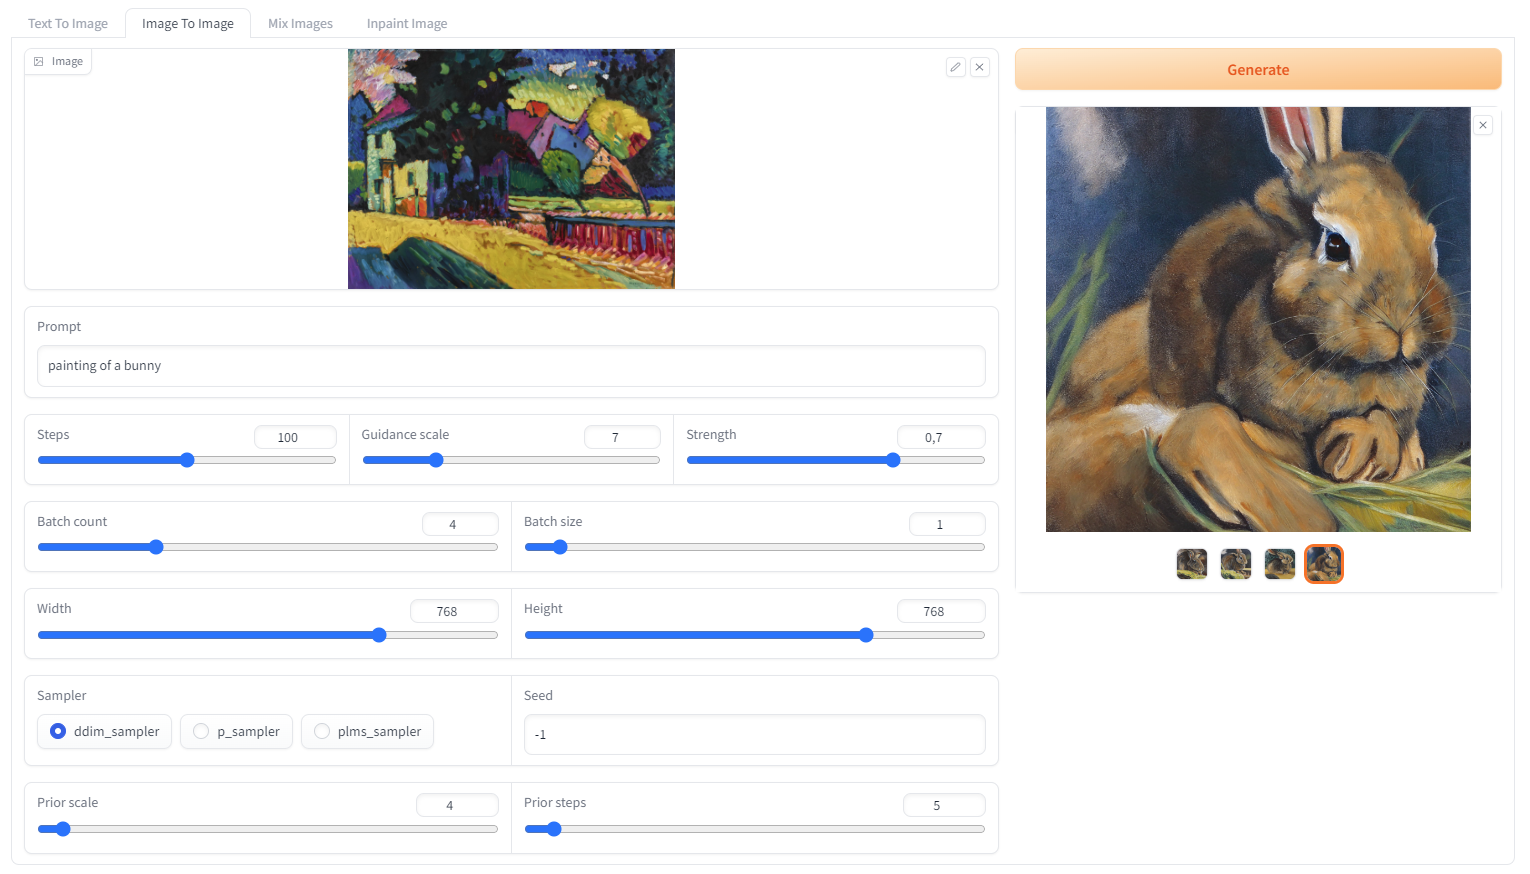 Text To Image
Image To Image
Mix Images
Inpaint Image
Image
Generate
Prompt
painting of a bunny
Steps
100
Guidance scale
7
Strength
0,7
Batch count
4
Batch size
1
Width
768
Height
768
Sampler
ddim_sampler
p_sampler
plms_sampler
Seed
-1
Prior scale
4
Prior steps
5